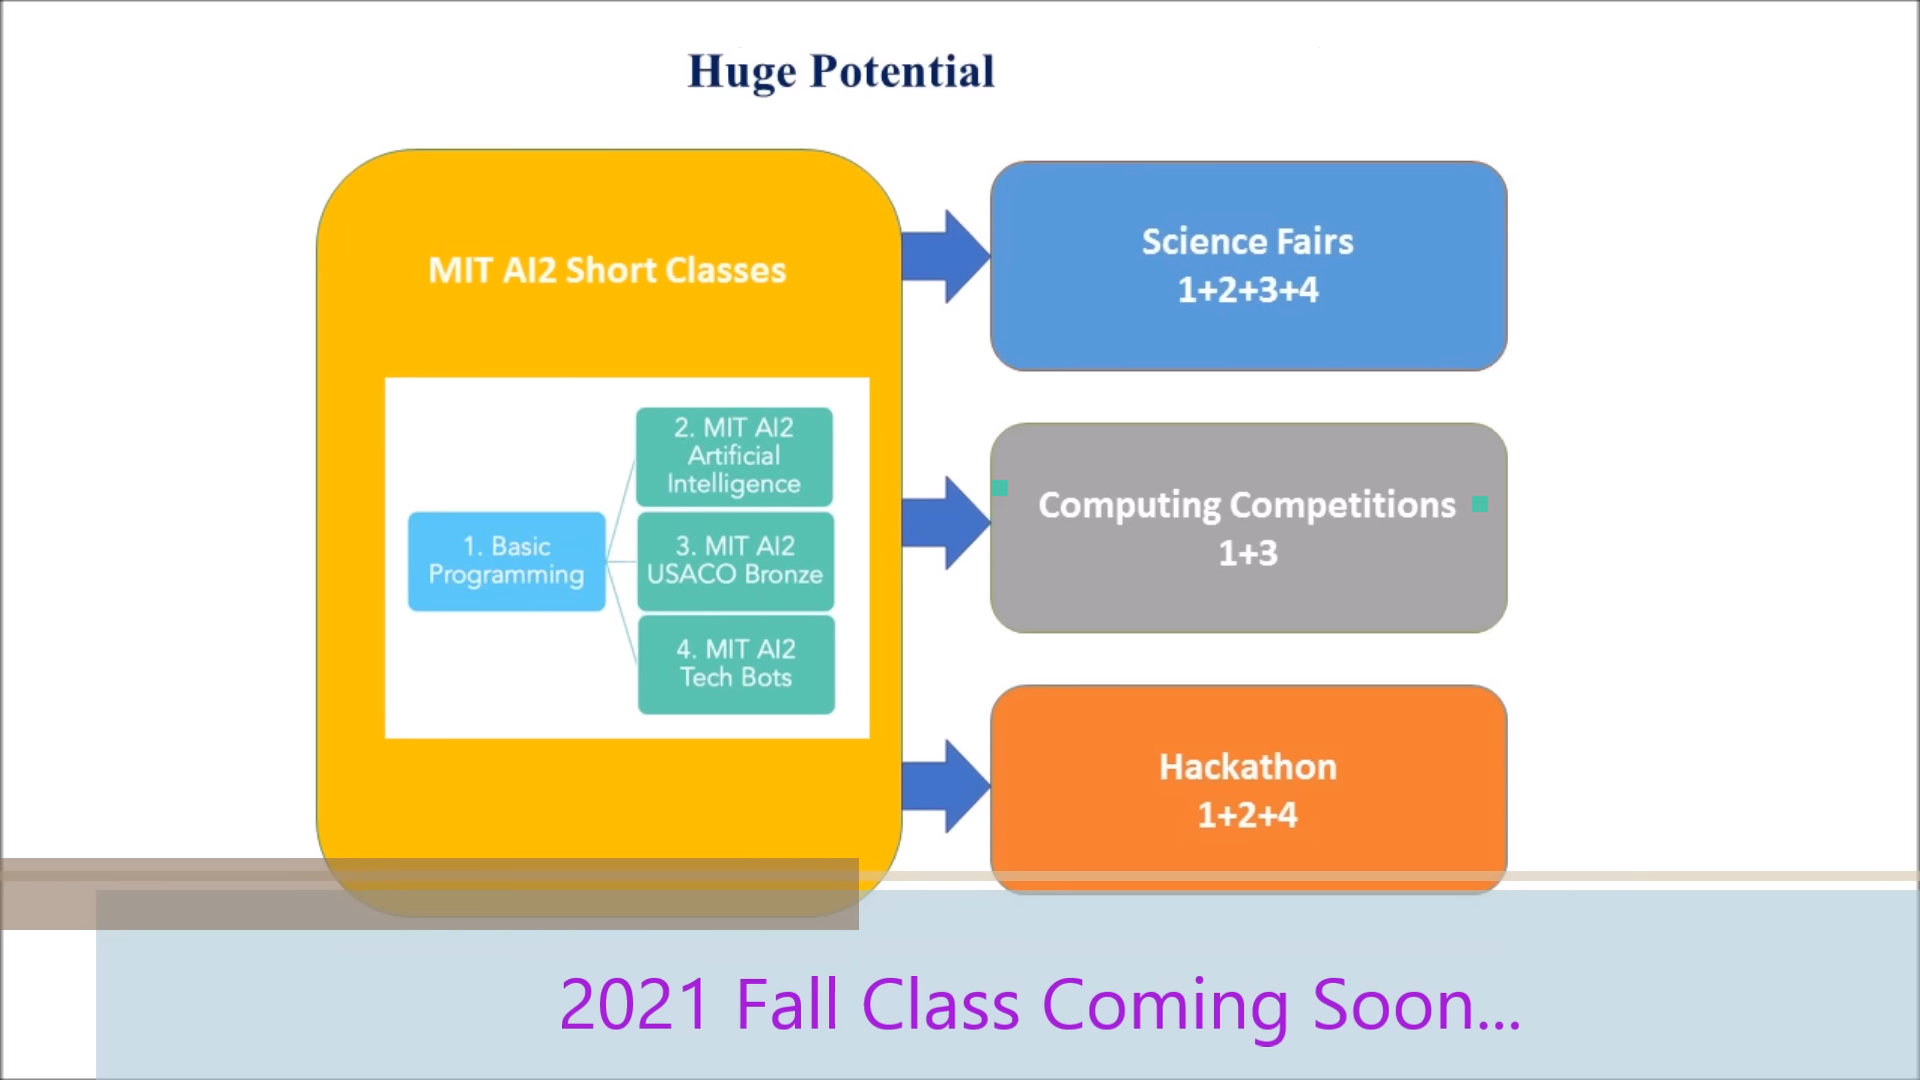 Huge Potential
MIT AI2 Short Classes
1. Basic
Programming
2. MIT AI2
Artificial
Intelligence
3. MIT AI2
USACO Bronze
4. MIT AI2
Tech Bots
Science Fairs
1+2+3+4
Computing Competitions
1+3
Hackathon
1+2+4
2021 Fall Class Coming Soon...